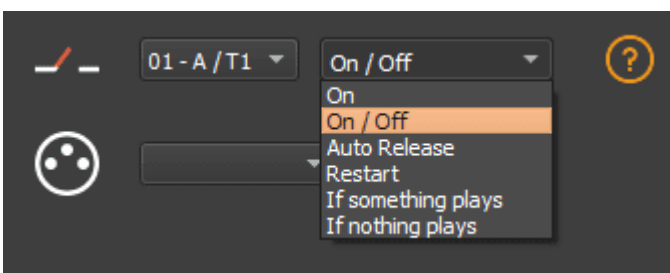 01 - A / T1
On / Off
?
On
On / Off
Auto Release
Restart
If something plays
If nothing plays